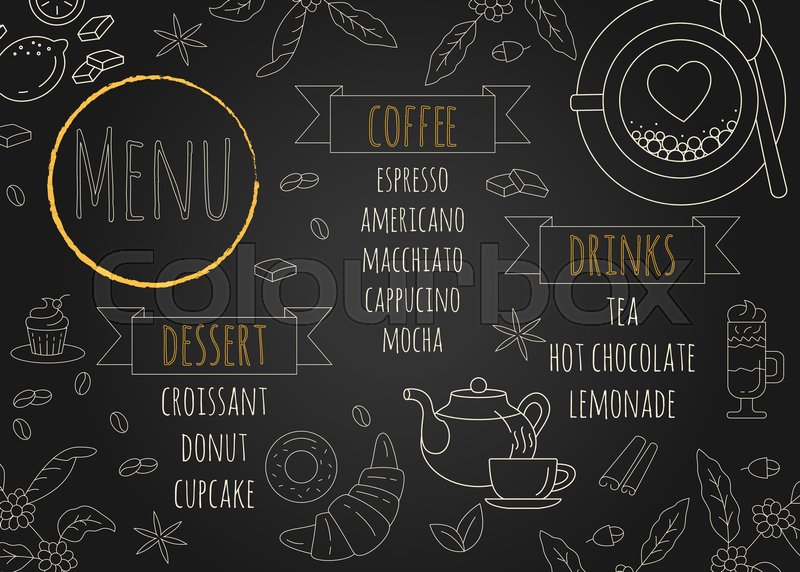 MENU
COFFEE
ESPRESSO
AMERICANO
MACCHIATO
CAPPUCINO
MOCHA
DRINKS
TEA
HOT CHOCOLATE
LEMONADE
DESSERT
CROISSANT
DONUT
CUPCAKE
Colourbox